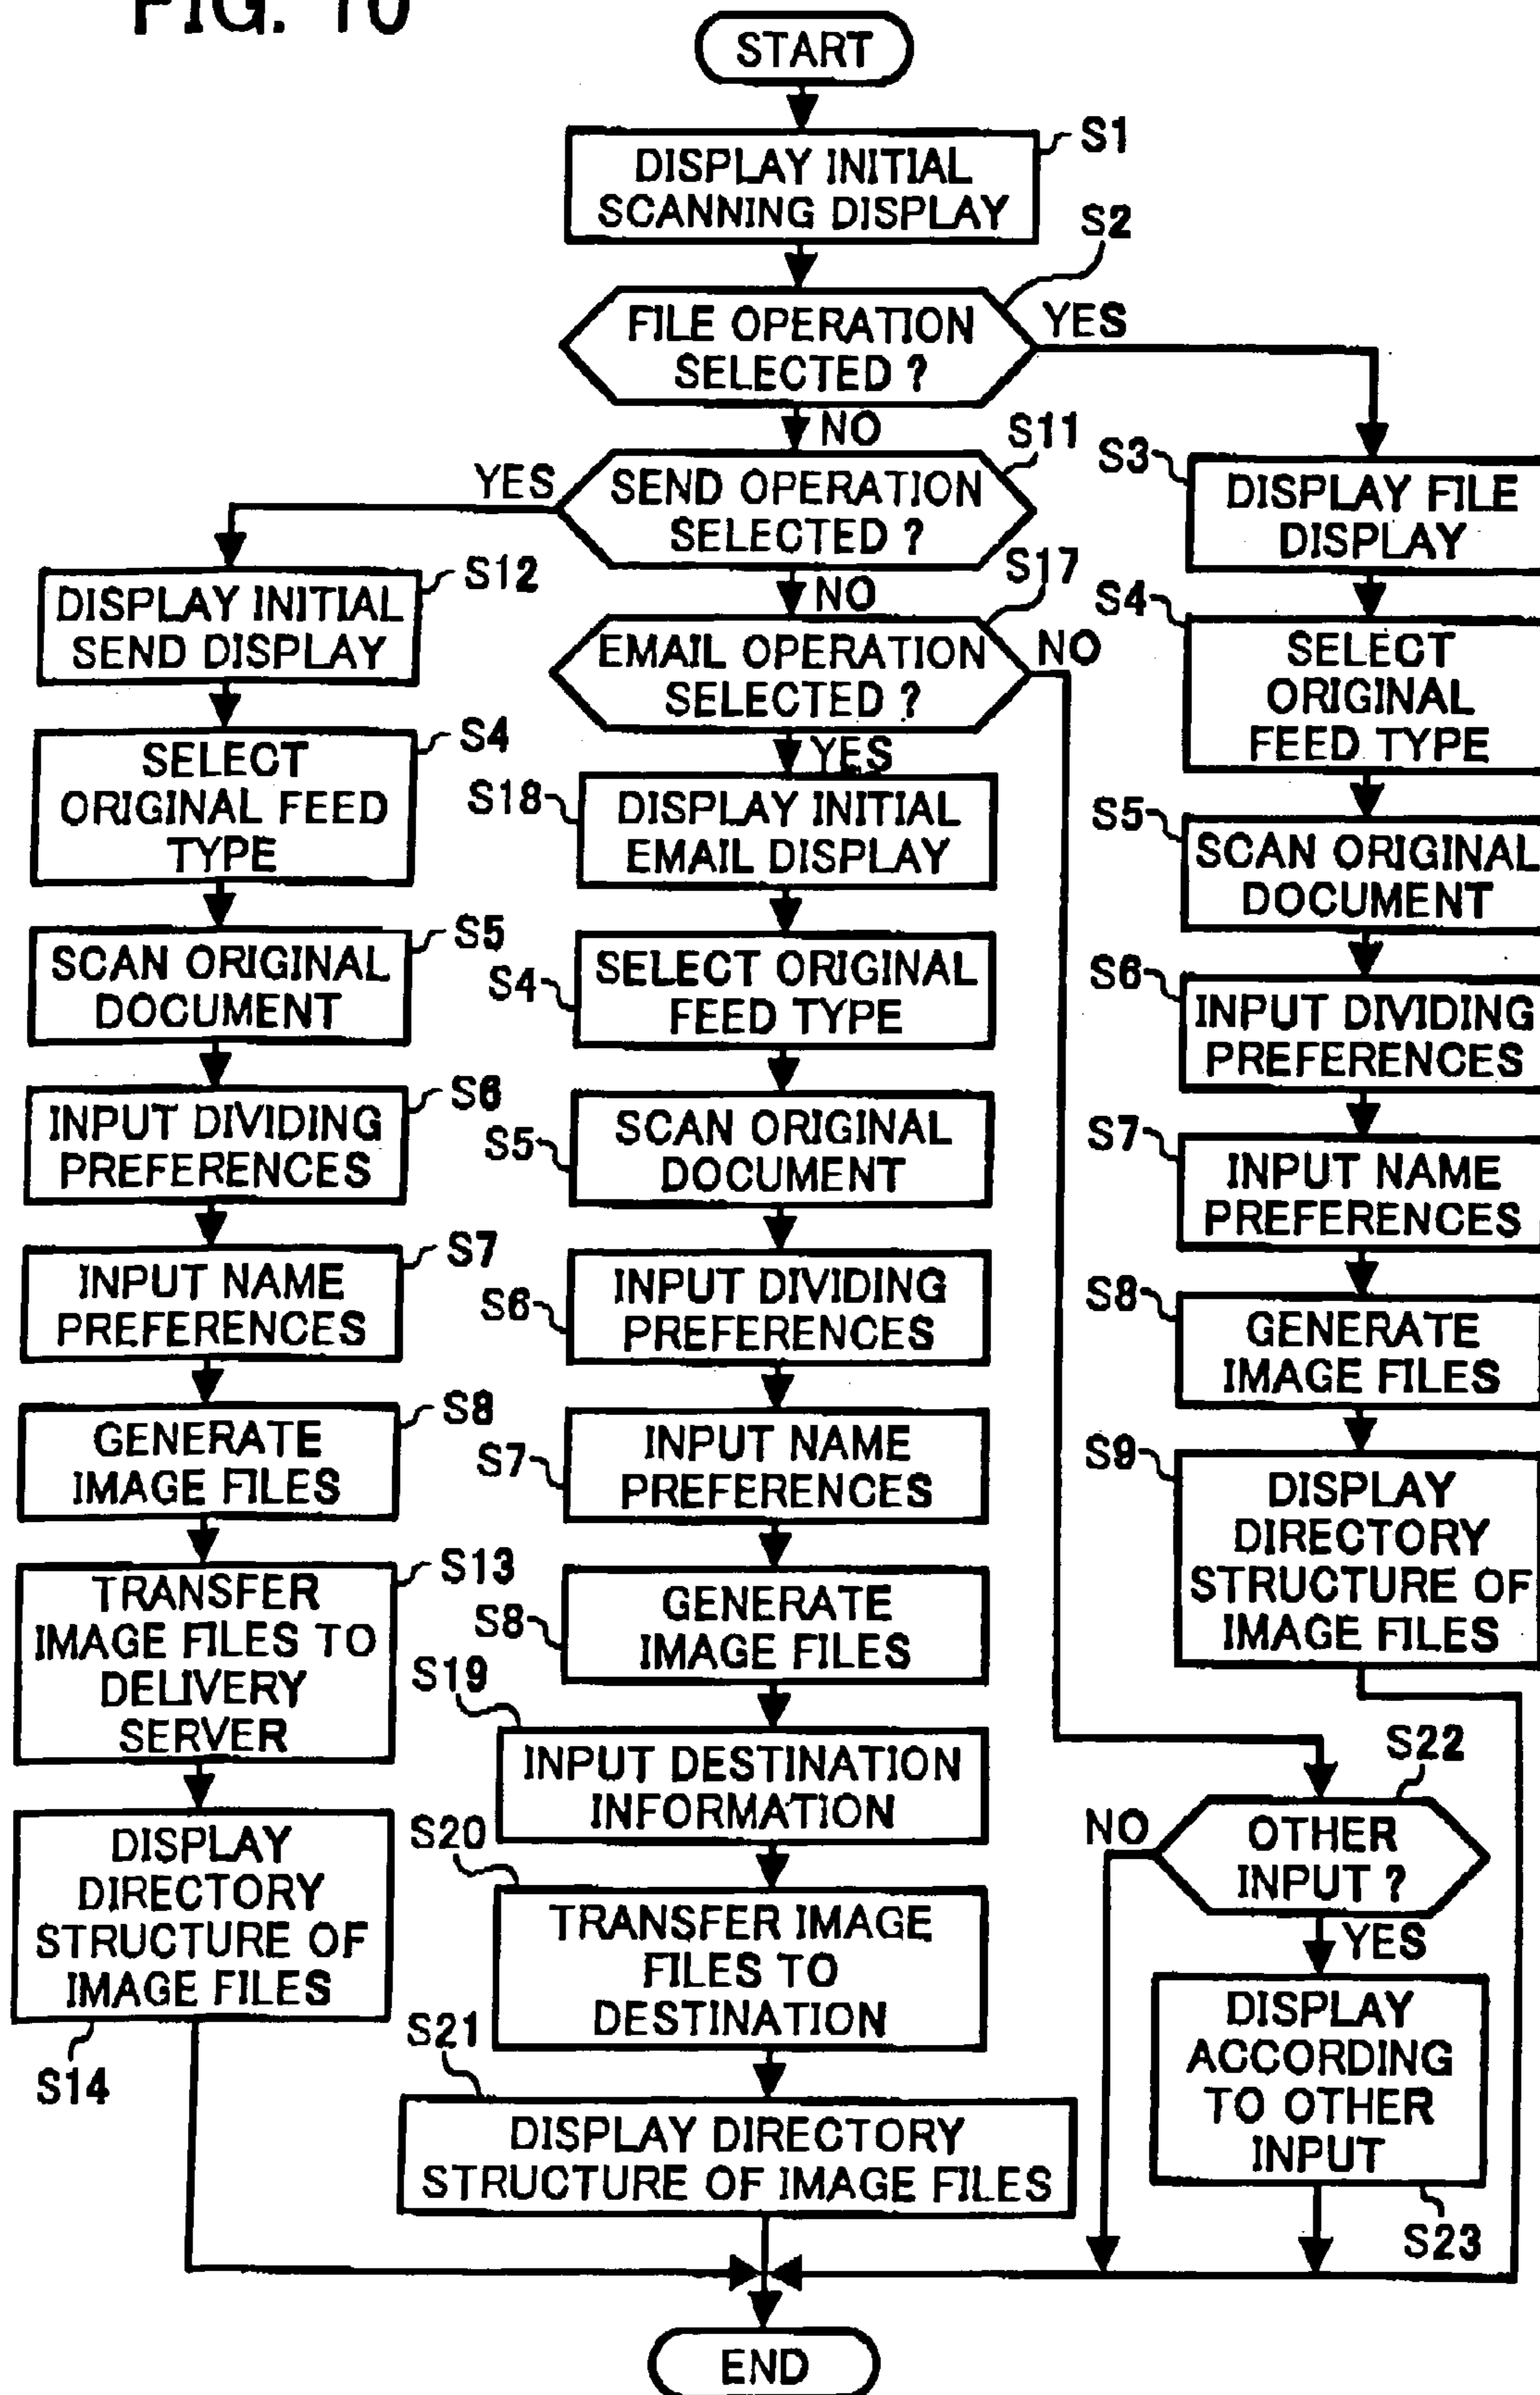 FIG. 10
START
S1
DISPLAY INITIAL
SCANNING DISPLAY
S2
FILE OPERATION
SELECTED ?
YES
NO
S11
SEND OPERATION
SELECTED ?
YES
NO
S17
EMAIL OPERATION
SELECTED ?
NO
YES
S12
DISPLAY INITIAL
SEND DISPLAY
S4
SELECT
ORIGINAL FEED
TYPE
S5
SCAN ORIGINAL
DOCUMENT
S6
INPUT DIVIDING
PREFERENCES
S7
INPUT NAME
PREFERENCES
S8
GENERATE
IMAGE FILES
S13
TRANSFER
IMAGE FILES TO
DELIVERY
SERVER
DISPLAY
DIRECTORY
STRUCTURE OF
IMAGE FILES
S14
S18
DISPLAY INITIAL
EMAIL DISPLAY
S4
SELECT ORIGINAL
FEED TYPE
S5
SCAN ORIGINAL
DOCUMENT
S6
INPUT DIVIDING
PREFERENCES
S7
INPUT NAME
PREFERENCES
S8
GENERATE
IMAGE FILES
S19
INPUT DESTINATION
INFORMATION
S20
TRANSFER IMAGE
FILES TO
DESTINATION
S21
DISPLAY DIRECTORY
STRUCTURE OF IMAGE FILES
S3
DISPLAY FILE
DISPLAY
S4
SELECT
ORIGINAL
FEED TYPE
S5
SCAN ORIGINAL
DOCUMENT
S6
INPUT DIVIDING
PREFERENCES
S7
INPUT NAME
PREFERENCES
S8
GENERATE
IMAGE FILES
S9
DISPLAY
DIRECTORY
STRUCTURE OF
IMAGE FILES
S22
OTHER
INPUT ?
NO
YES
DISPLAY
ACCORDING
TO OTHER
INPUT
S23
END